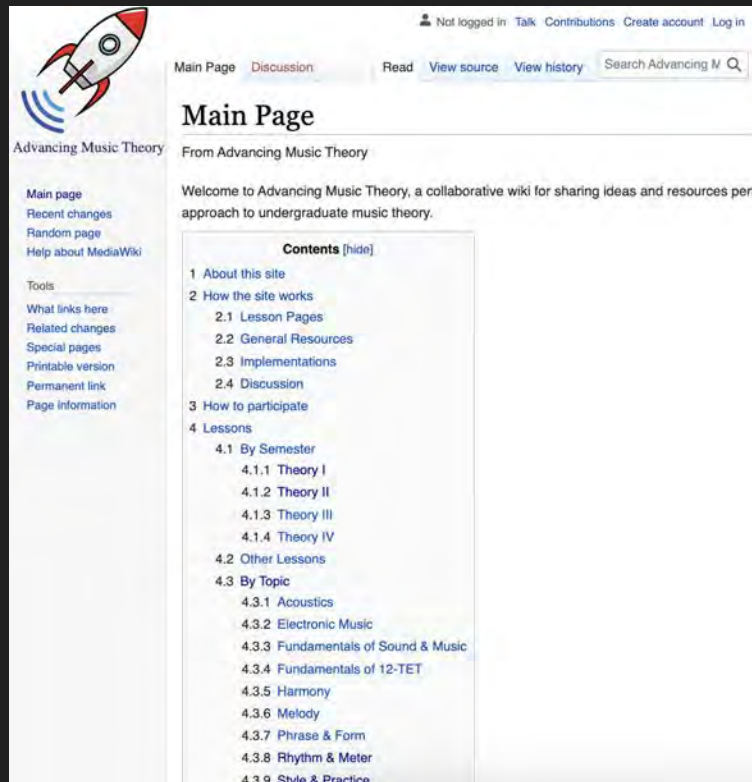 Not logged in Talk Contributions Create account Log in
Main Page Discussion Read View source View history Search Advancing M
Main Page
Advancing Music Theory
From Advancing Music Theory
Main page
Recent changes
Random page
Help about MediaWiki
Tools
What links here
Related changes
Special pages
Printable version
Permanent link
Page information
Welcome to Advancing Music Theory, a collaborative wiki for sharing ideas and resources per
approach to undergraduate music theory.
Contents [hide]
1 About this site
2 How the site works
2.1 Lesson Pages
2.2 General Resources
2.3 Implementations
2.4 Discussion
3 How to participate
4 Lessons
4.1 By Semester
4.1.1 Theory I
4.1.2 Theory II
4.1.3 Theory III
4.1.4 Theory IV
4.2 Other Lessons
4.3 By Topic
4.3.1 Acoustics
4.3.2 Electronic Music
4.3.3 Fundamentals of Sound & Music
4.3.4 Fundamentals of 12-TET
4.3.5 Harmony
4.3.6 Melody
4.3.7 Phrase & Form
4.3.8 Rhythm & Meter
4.3.9 Style & Practice